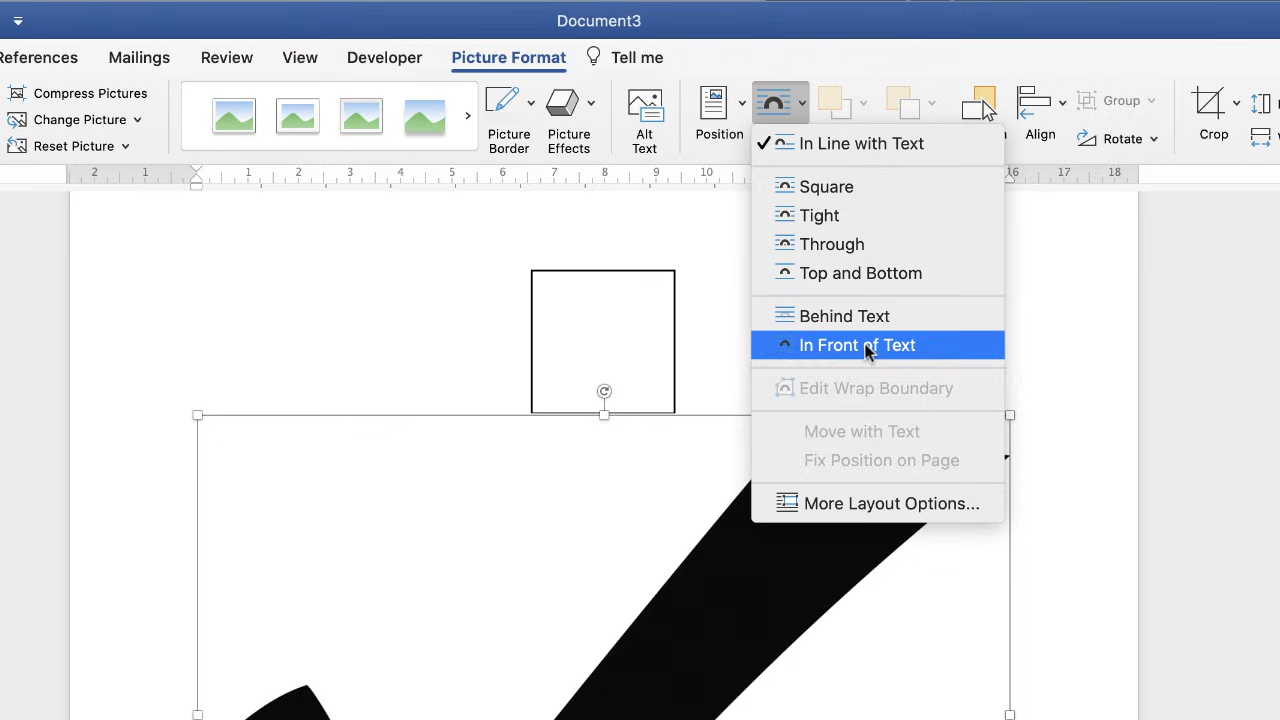 Document3
References Mailings Review View Developer Picture Format Tell me
Compress Pictures
Change Picture
Reset Picture
Picture Border
Picture Effects
Alt Text
Position
Align
Group
Rotate
Crop
2 1 1 2 3 4 5 6 7 8 9 10 16 17 18
In Line with Text
Square
Tight
Through
Top and Bottom
Behind Text
In Front of Text
Edit Wrap Boundary
Move with Text
Fix Position on Page
More Layout Options...